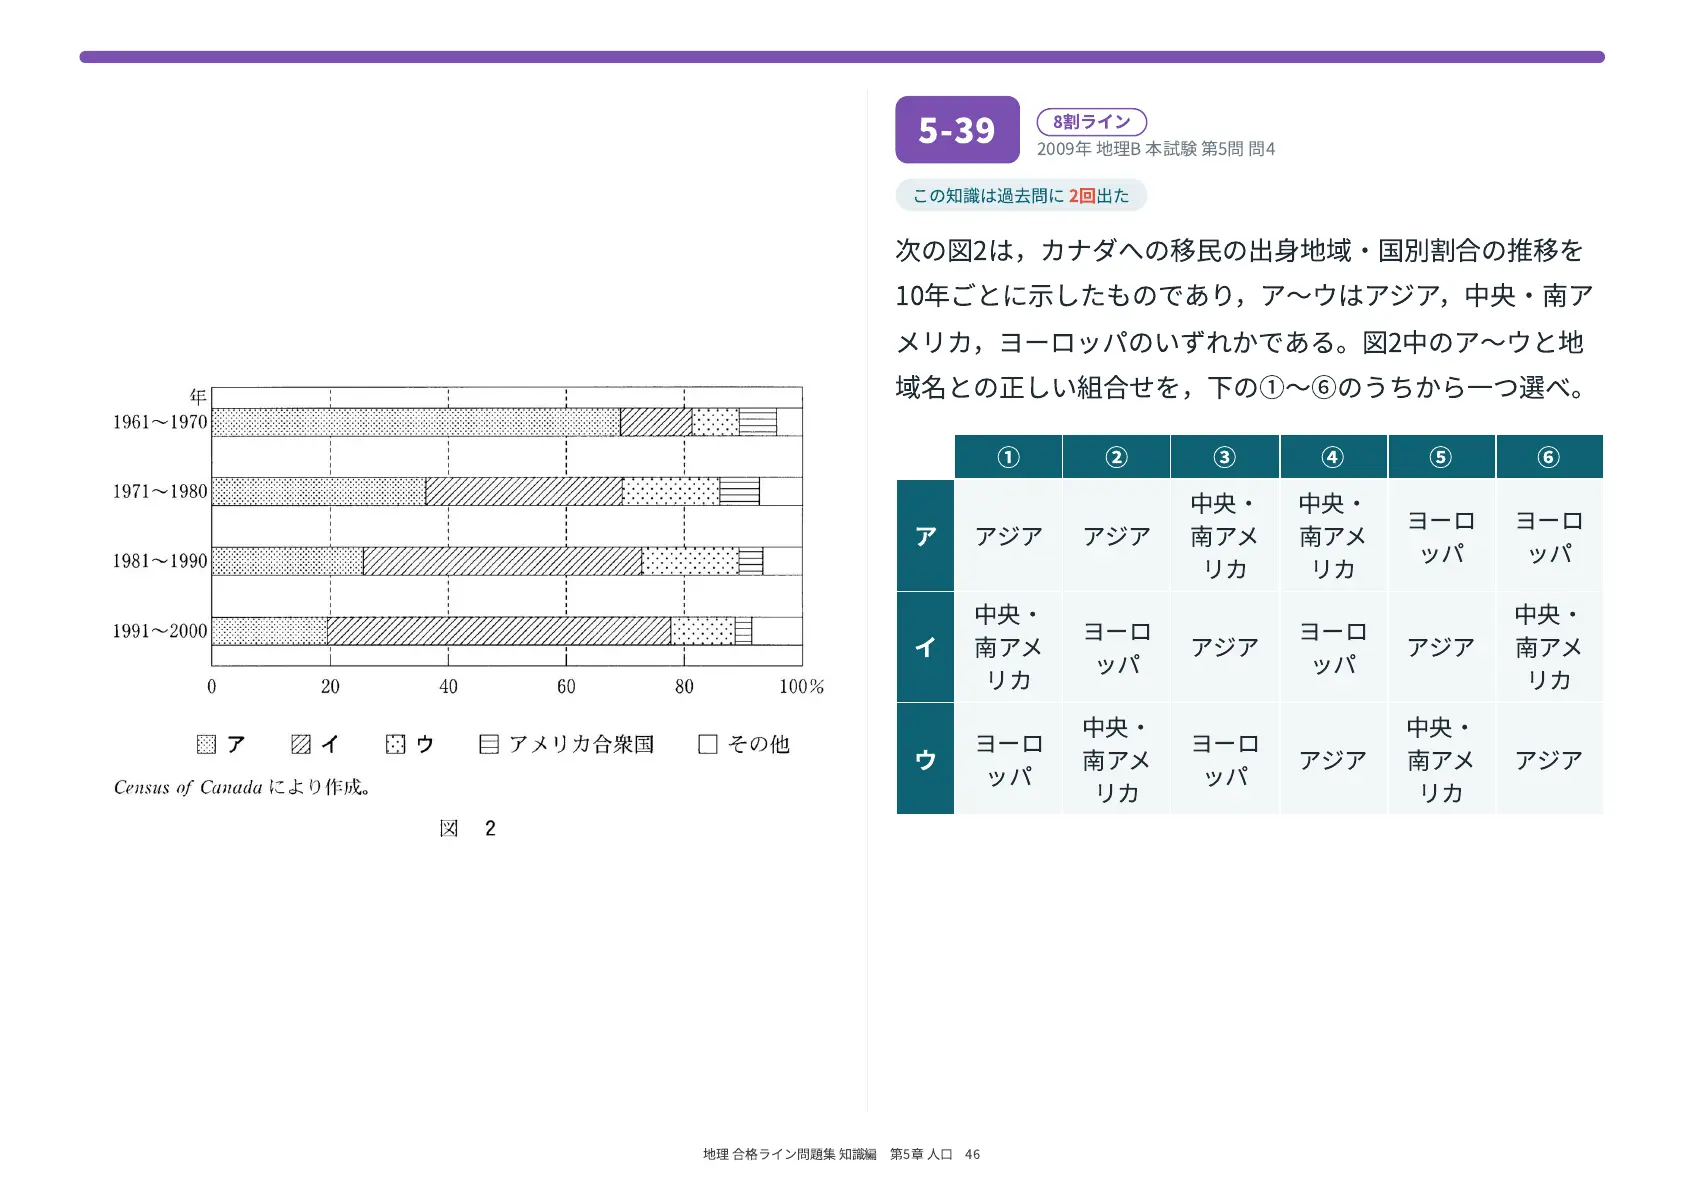 年
1961～1970
1971～1980
1981～1990
1991～2000
0 20 40 60 80 100%
ア イ ウ アメリカ合衆国 その他
Census of Canada により作成。
図 2
5-39
8割ライン
2009年 地理B 本試験 第5問 問4
この知識は過去問に 2回出た
次の図2は，カナダへの移民の出身地域・国別割合の推移を
10年ごとに示したものであり，ア～ウはアジア，中央・南ア
メリカ，ヨーロッパのいずれかである。図2中のア～ウと地
域名との正しい組合せを，下の①～⑥のうちから一つ選べ。
① ② ③ ④ ⑤ ⑥
ア アジア アジア 中央・南アメリカ 中央・南アメリカ ヨーロッパ ヨーロッパ
イ 中央・南アメリカ ヨーロッパ アジア ヨーロッパ アジア 中央・南アメリカ
ウ ヨーロッパ 中央・南アメリカ ヨーロッパ アジア 中央・南アメリカ アジア
地理 合格ライン問題集 知識編 第5章 人口 46